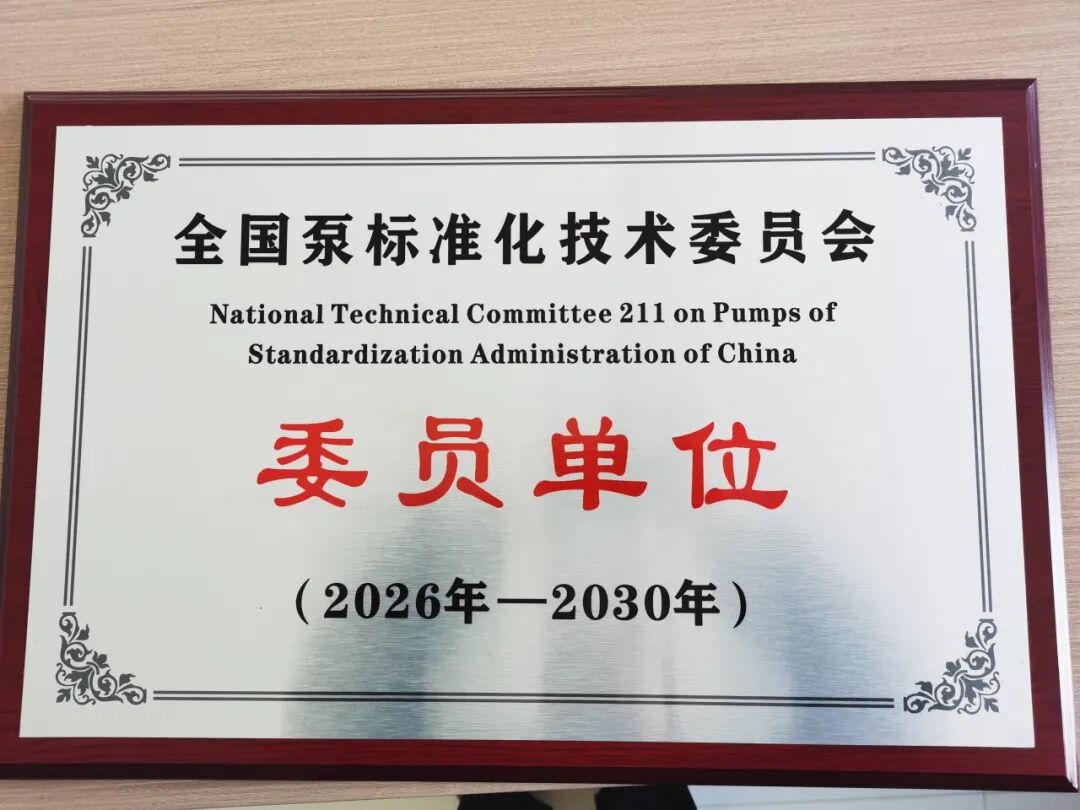 全国泵标准化技术委员会
National Technical Committee 211 on Pumps of
Standardization Administration of China
委员单位
（2026年—2030年）